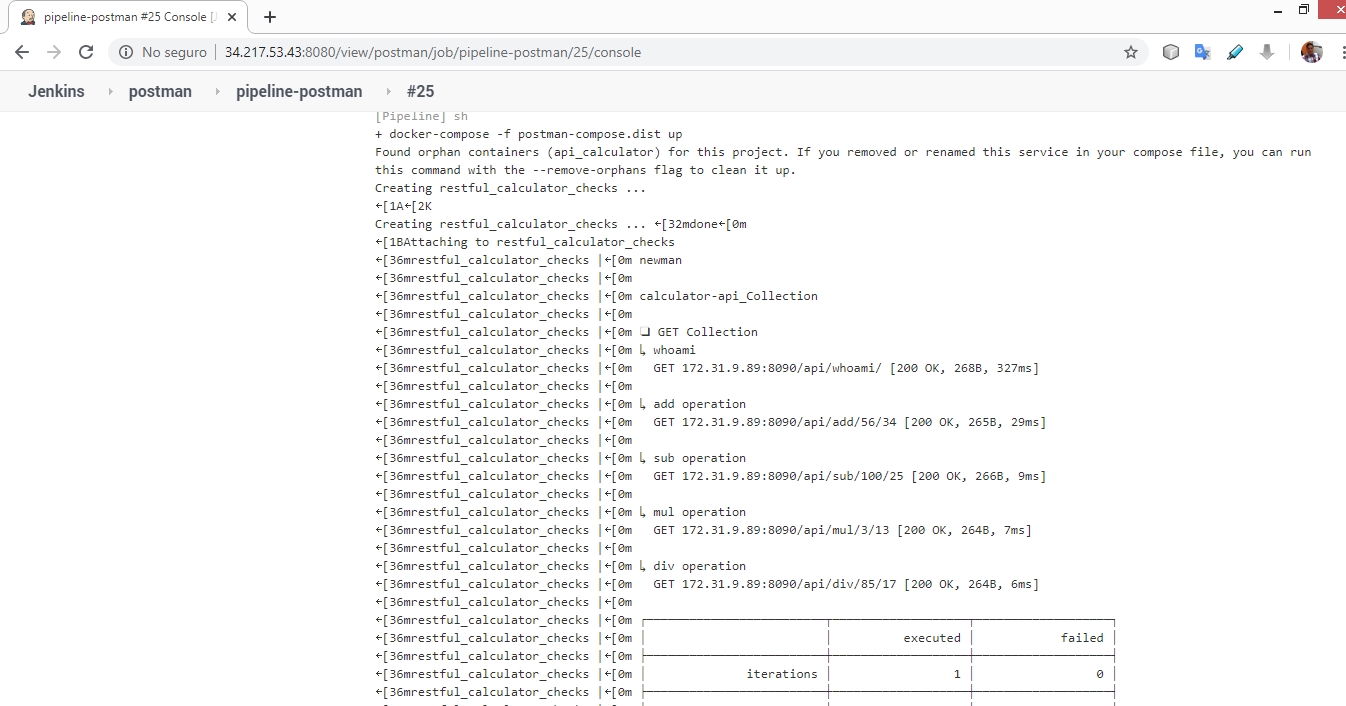 pipeline-postman #25 Console [J
No seguro | 34.217.53.43:8080/view/postman/job/pipeline-postman/25/console
Jenkins postman pipeline-postman #25
[Pipeline] sh
+ docker-compose -f postman-compose.dist up
Found orphan containers (api_calculator) for this project. If you removed or renamed this service in your compose file, you can run
this command with the --remove-orphans flag to clean it up.
Creating restful_calculator_checks ...
←[1A←[2K
Creating restful_calculator_checks ... ←[32mdone←[0m
←[1BAttaching to restful_calculator_checks
←[36mrestful_calculator_checks |←[0m newman
←[36mrestful_calculator_checks |←[0m
←[36mrestful_calculator_checks |←[0m calculator-api_Collection
←[36mrestful_calculator_checks |←[0m
←[36mrestful_calculator_checks |←[0m ❏ GET Collection
←[36mrestful_calculator_checks |←[0m ↳ whoami
←[36mrestful_calculator_checks |←[0m GET 172.31.9.89:8090/api/whoami/ [200 OK, 268B, 327ms]
←[36mrestful_calculator_checks |←[0m
←[36mrestful_calculator_checks |←[0m ↳ add operation
←[36mrestful_calculator_checks |←[0m GET 172.31.9.89:8090/api/add/56/34 [200 OK, 265B, 29ms]
←[36mrestful_calculator_checks |←[0m
←[36mrestful_calculator_checks |←[0m ↳ sub operation
←[36mrestful_calculator_checks |←[0m GET 172.31.9.89:8090/api/sub/100/25 [200 OK, 266B, 9ms]
←[36mrestful_calculator_checks |←[0m
←[36mrestful_calculator_checks |←[0m ↳ mul operation
←[36mrestful_calculator_checks |←[0m GET 172.31.9.89:8090/api/mul/3/13 [200 OK, 264B, 7ms]
←[36mrestful_calculator_checks |←[0m
←[36mrestful_calculator_checks |←[0m ↳ div operation
←[36mrestful_calculator_checks |←[0m GET 172.31.9.89:8090/api/div/85/17 [200 OK, 264B, 6ms]
←[36mrestful_calculator_checks |←[0m
←[36mrestful_calculator_checks |←[0m
←[36mrestful_calculator_checks |←[0m │ │ executed │ failed │
←[36mrestful_calculator_checks |←[0m
←[36mrestful_calculator_checks |←[0m │ iterations │ 1 │ 0 │
←[36mrestful_calculator_checks |←[0m